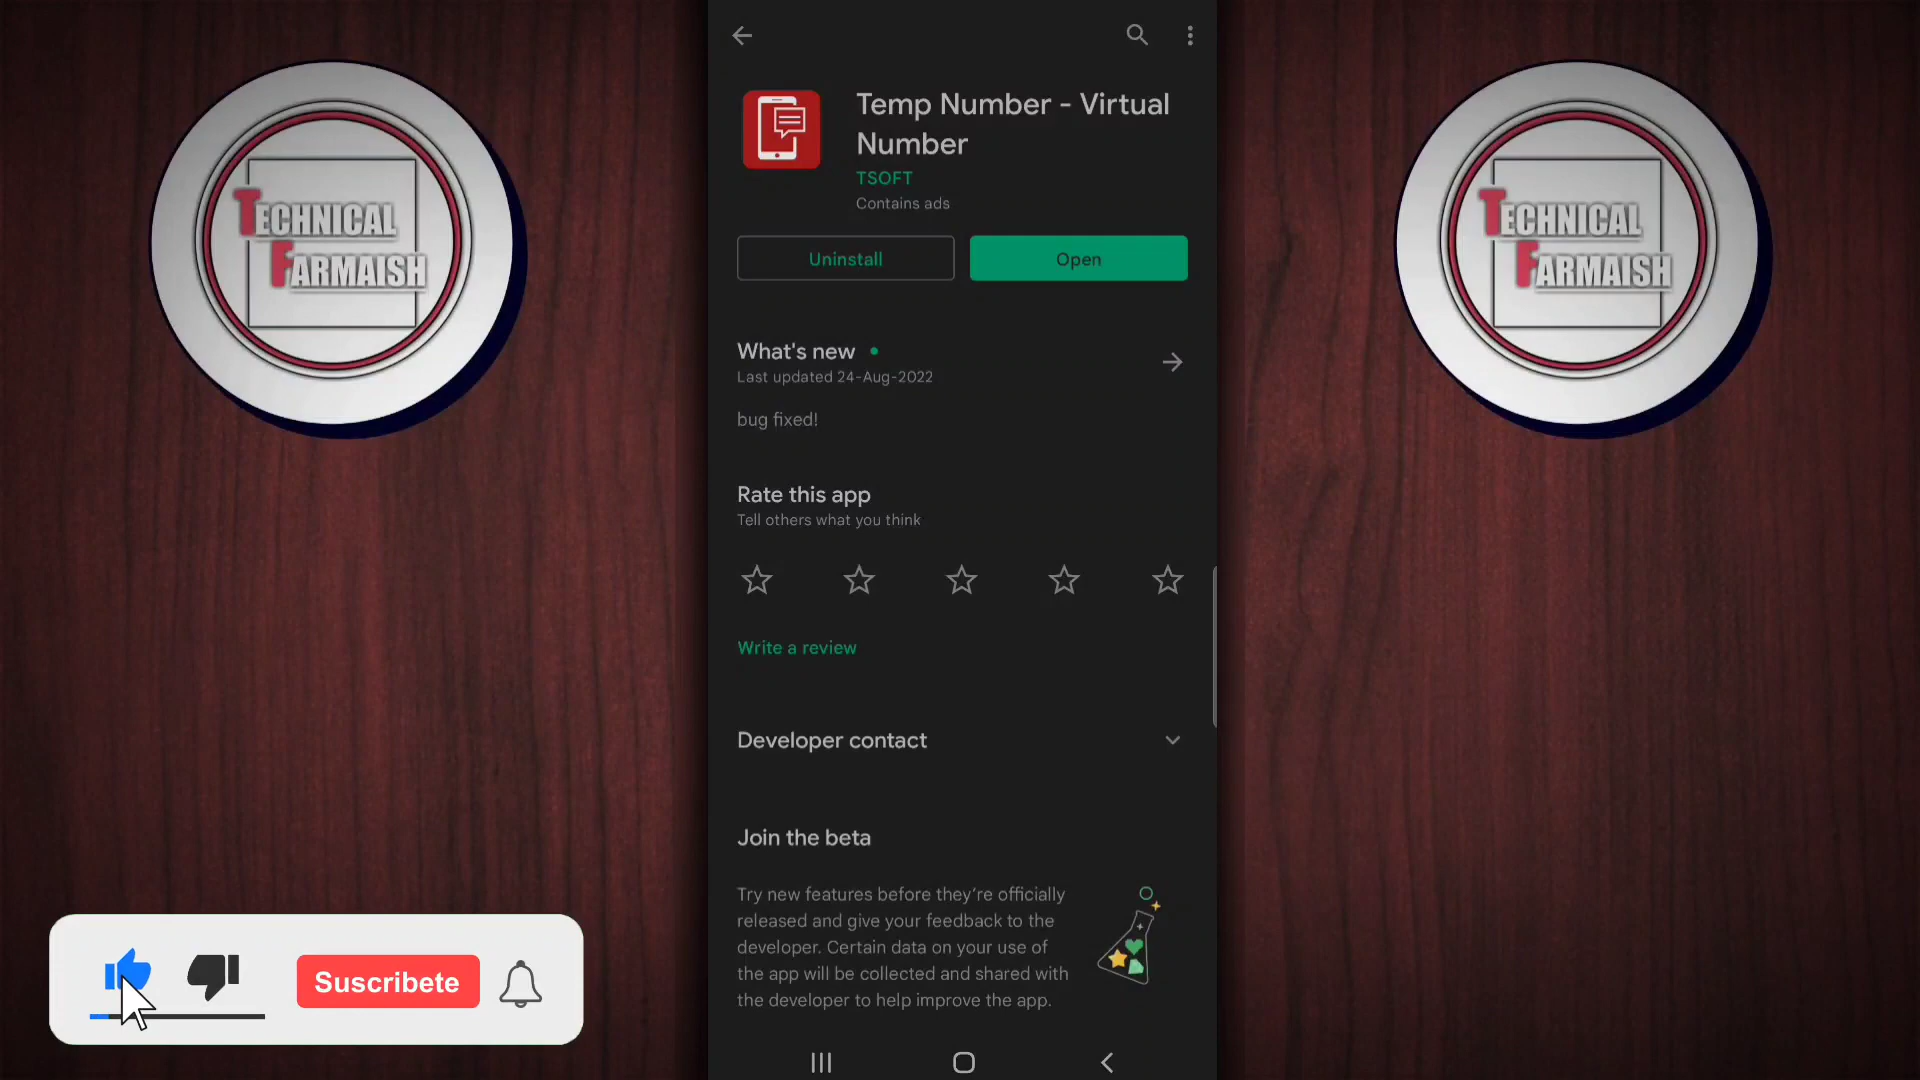 TECHNICAL
FARMAISH
Temp Number - Virtual
Number
TSOFT
Contains ads
Uninstall
Open
What's new
Last updated 24-Aug-2022
bug fixed!
Rate this app
Tell others what you think
Write a review
Developer contact
Join the beta
Try new features before they're officially
released and give your feedback to the
developer. Certain data on your use of
the app will be collected and shared with
the developer to help improve the app.
TECHNICAL
FARMAISH
Suscribete